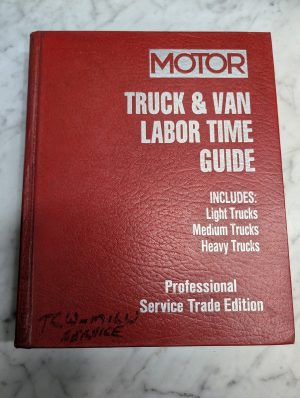 MOTOR
TRUCK & VAN
LABOR TIME
GUIDE
INCLUDES:
Light Trucks
Medium Trucks
Heavy Trucks
Professional
Service Trade Edition
SERVICE